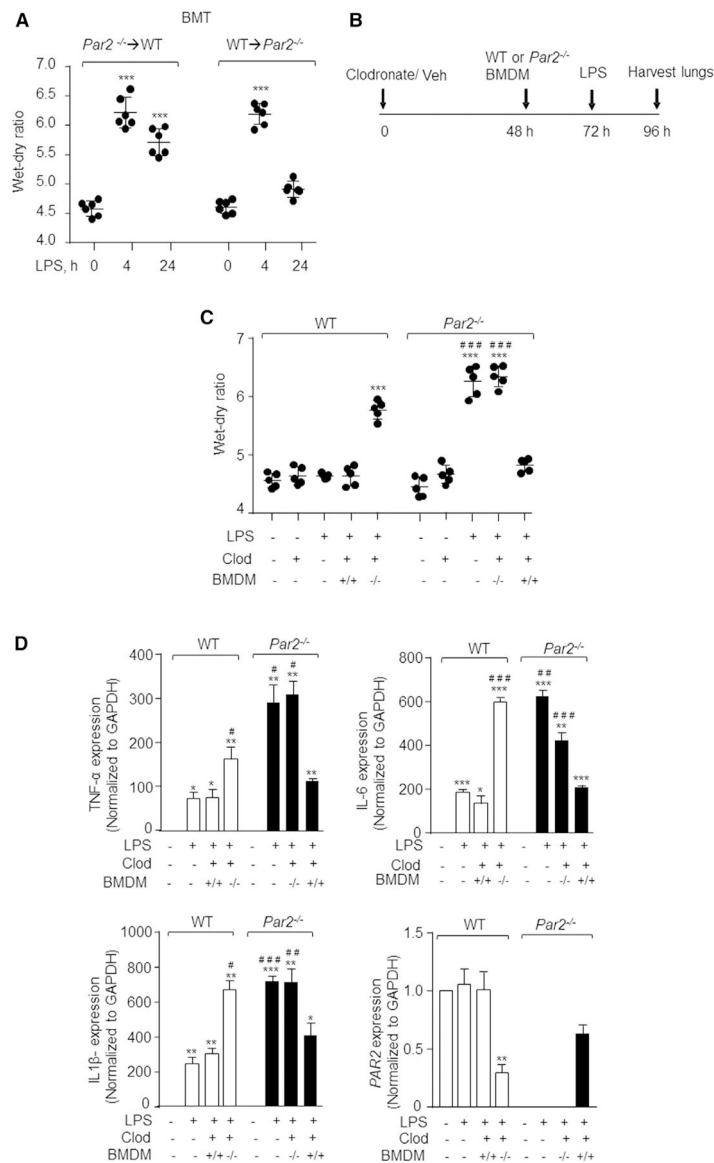 A
BMT
Par2 -/-→WT
WT→Par2-/-
***
***
***
7.0
6.5
6.0
5.5
5.0
4.5
4.0
Wet-dry ratio
LPS, h 0 4 24 0 4 24
B
Clodronate/ Veh
WT or Par2-/-
BMDM
LPS
Harvest lungs
0 48 h 72 h 96 h
C
WT
Par2-/-
***
# # #
***
# # #
***
7
6
5
4
Wet-dry ratio
LPS - - + + + - - + + +
Clod - + - + + - + - + +
BMDM - - - +/+ -/- - - - -/- +/+
D
WT
Par2-/-
400
300
200
100
0
TNF-α expression
(Normalized to GAPDH)
* * # ** # ** # ** **
LPS - + + + - + + +
Clod - - + + - - + +
BMDM - - +/+ -/- - - -/- +/+
WT
Par2-/-
800
600
400
200
0
IL-6 expression
(Normalized to GAPDH)
*** * # # # *** # # *** # # # ** ***
LPS - + + + - + + +
Clod - - + + - - + +
BMDM - - +/+ -/- - - -/- +/+
WT
Par2-/-
1000
800
600
400
200
0
IL1β- expression
(Normalized to GAPDH)
** ** # ** # # # *** # # ** *
LPS - + + + - + + +
Clod - - + + - - + +
BMDM - - +/+ -/- - - -/- +/+
WT
Par2-/-
1.5
1.0
0.5
0
PAR2 expression
(Normalized to GAPDH)
**
LPS - + + + - + + +
Clod - - + + - - + +
BMDM - - +/+ -/- - - -/- +/+